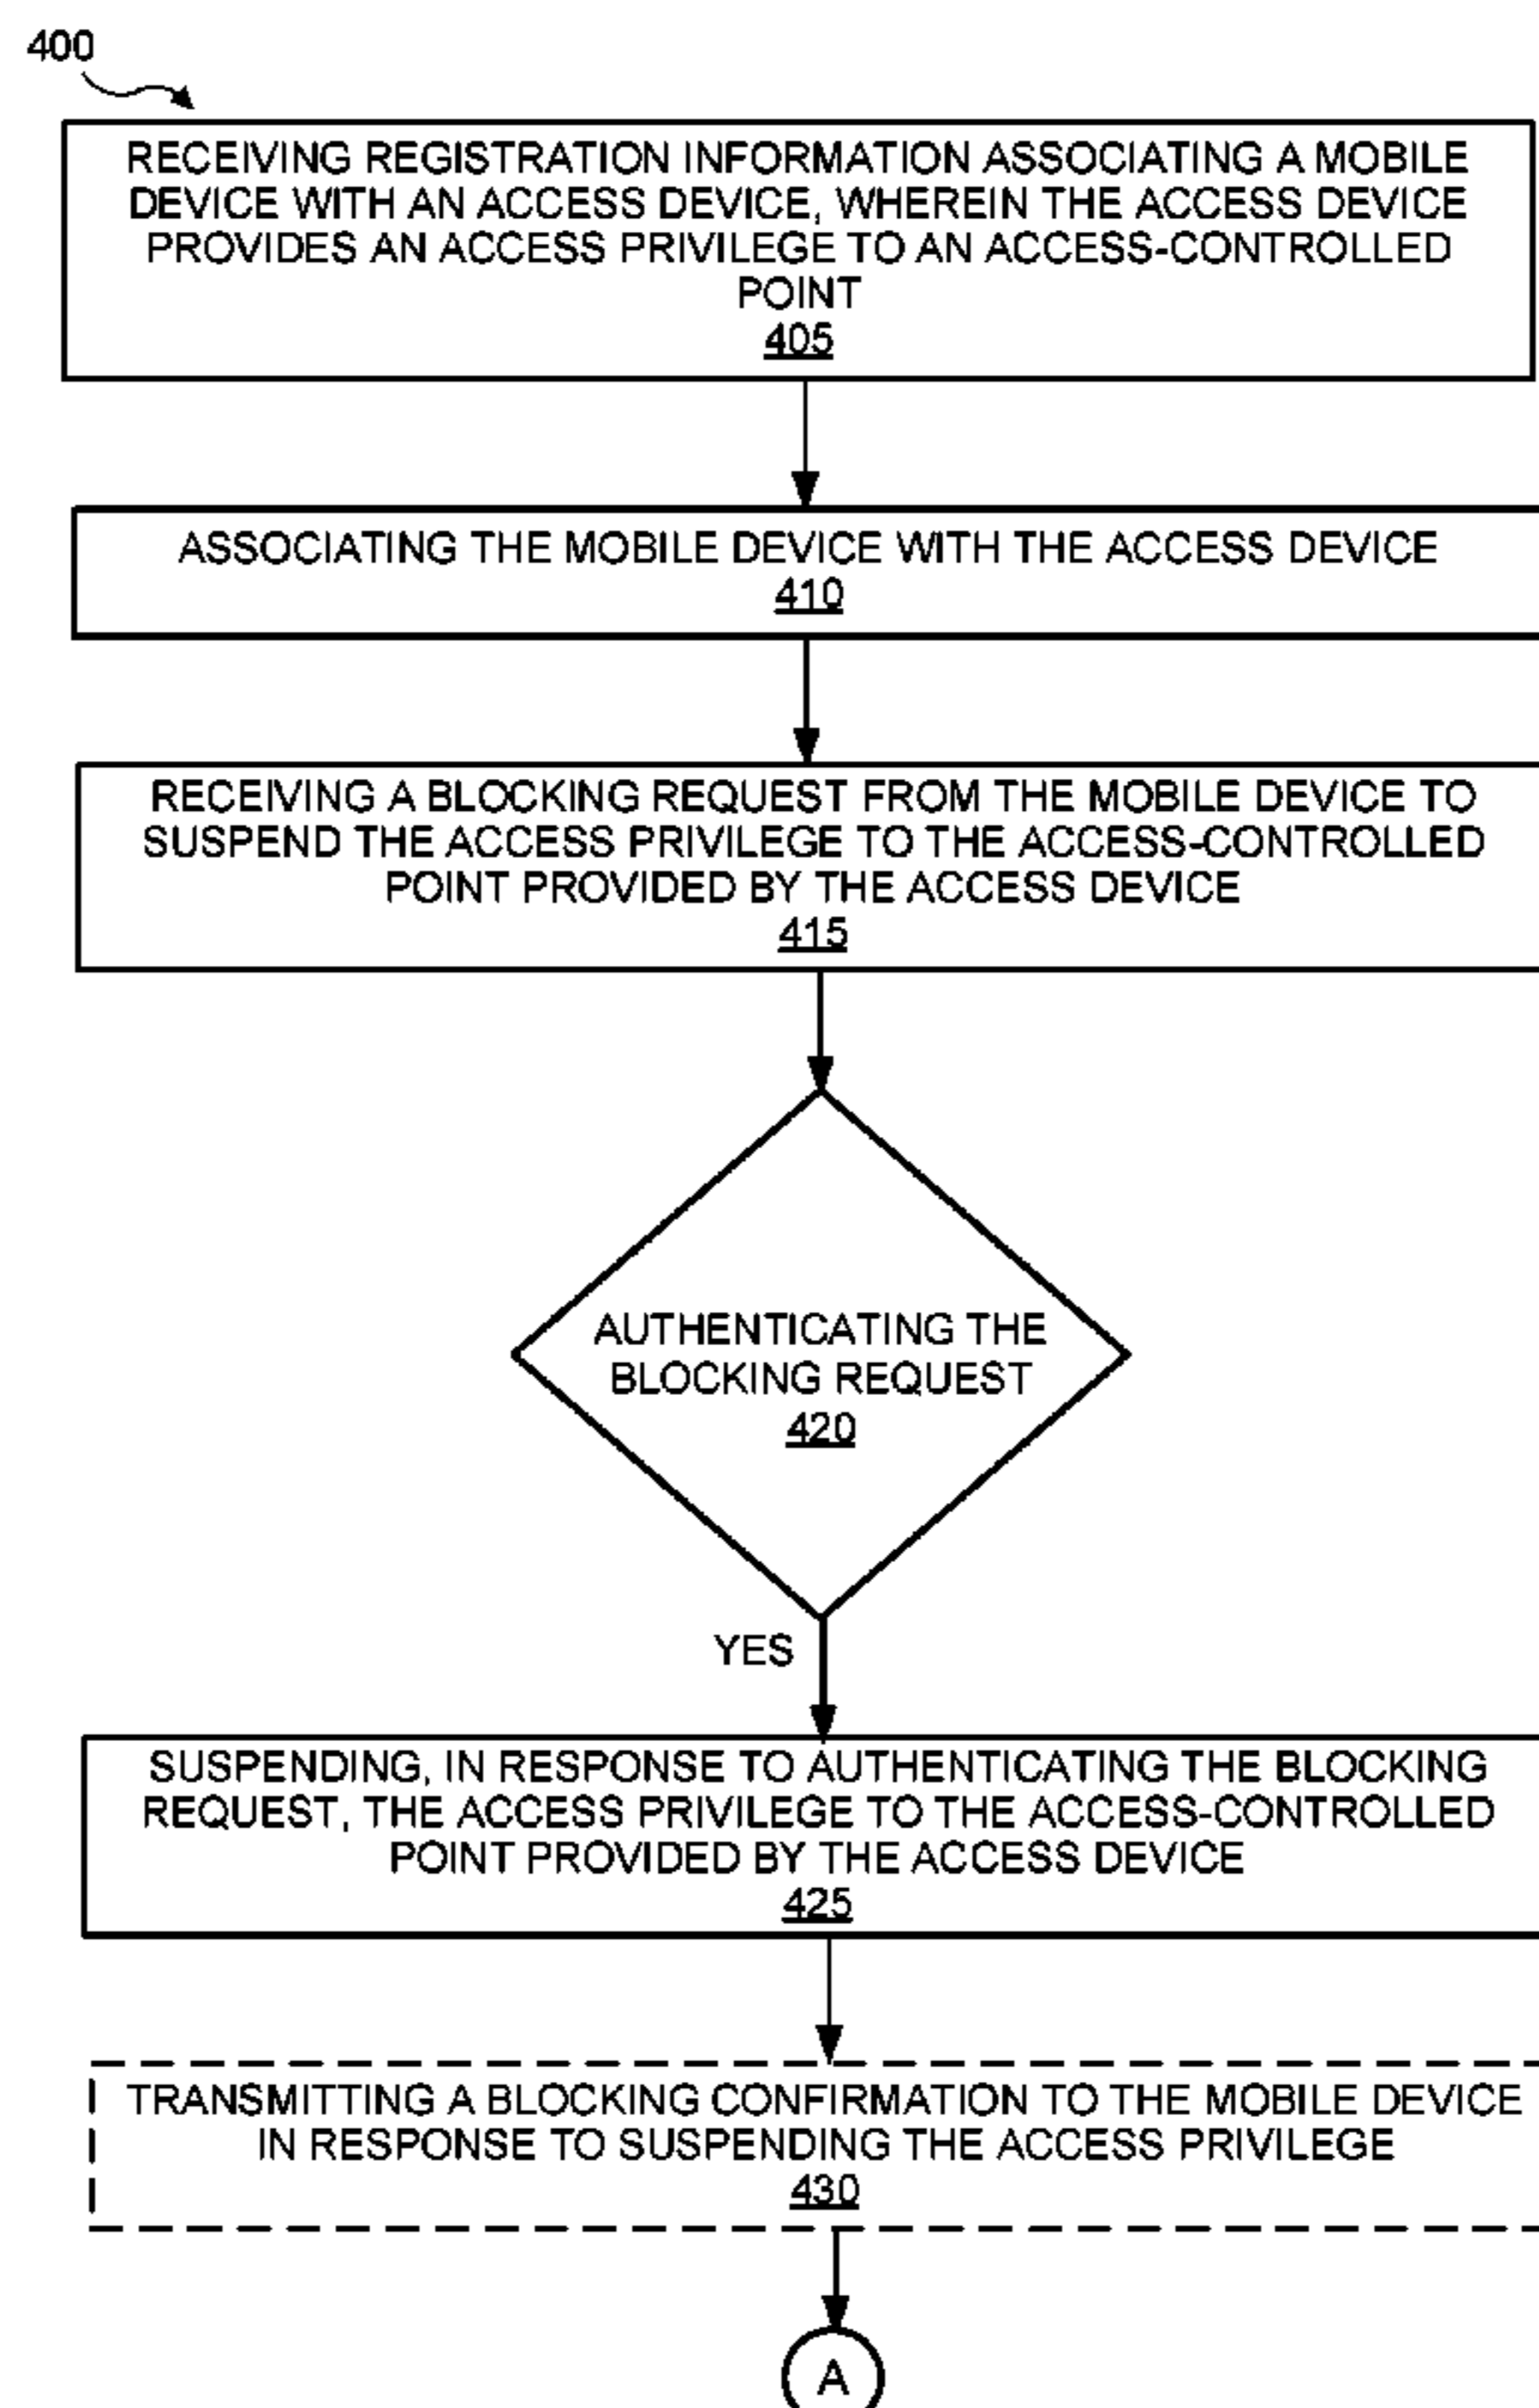 400
RECEIVING REGISTRATION INFORMATION ASSOCIATING A MOBILE
DEVICE WITH AN ACCESS DEVICE, WHEREIN THE ACCESS DEVICE
PROVIDES AN ACCESS PRIVILEGE TO AN ACCESS-CONTROLLED
POINT
405
ASSOCIATING THE MOBILE DEVICE WITH THE ACCESS DEVICE
410
RECEIVING A BLOCKING REQUEST FROM THE MOBILE DEVICE TO
SUSPEND THE ACCESS PRIVILEGE TO THE ACCESS-CONTROLLED
POINT PROVIDED BY THE ACCESS DEVICE
415
AUTHENTICATING THE
BLOCKING REQUEST
420
YES
SUSPENDING, IN RESPONSE TO AUTHENTICATING THE BLOCKING
REQUEST, THE ACCESS PRIVILEGE TO THE ACCESS-CONTROLLED
POINT PROVIDED BY THE ACCESS DEVICE
425
TRANSMITTING A BLOCKING CONFIRMATION TO THE MOBILE DEVICE
IN RESPONSE TO SUSPENDING THE ACCESS PRIVILEGE
430
A